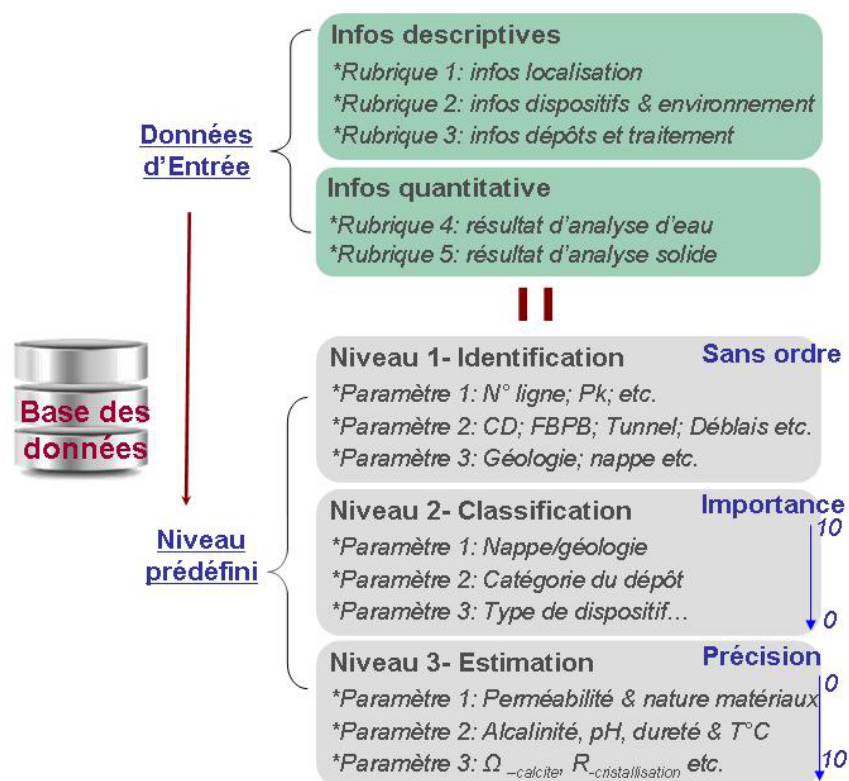 Infos descriptives
*Rubrique 1: infos localisation
*Rubrique 2: infos dispositifs & environnement
*Rubrique 3: infos dépôts et traitement
Données
d'Entrée
Infos quantitative
*Rubrique 4: résultat d'analyse d'eau
*Rubrique 5: résultat d'analyse solide
Base des
données
Niveau
prédéfini
Niveau 1- Identification
Sans ordre
*Paramètre 1: N° ligne; Pk; etc.
*Paramètre 2: CD; FBPB; Tunnel; Déblais etc.
*Paramètre 3: Géologie; nappe etc.
Niveau 2- Classification
Importance
10
*Paramètre 1: Nappe/géologie
*Paramètre 2: Catégorie du dépôt
*Paramètre 3: Type de dispositif...
0
Niveau 3- Estimation
Précision
0
*Paramètre 1: Perméabilité & nature matériaux
*Paramètre 2: Alcalinité, pH, dureté & T°C
*Paramètre 3: Ω –calcite, R-cristallisation etc.
10